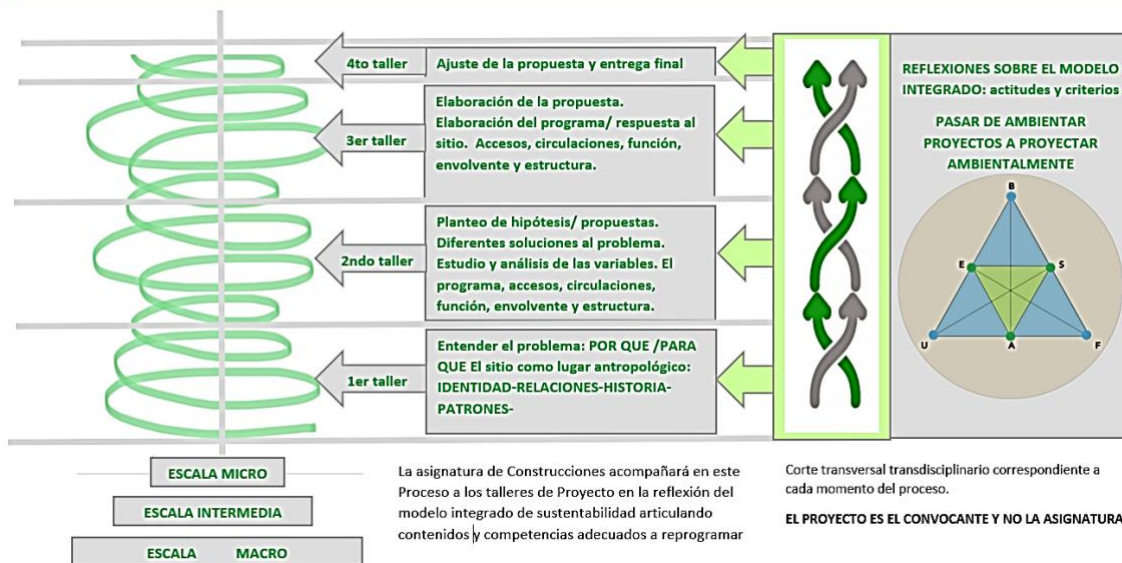 4to taller
Ajuste de la propuesta y entrega final
3er taller
Elaboración de la propuesta.
Elaboración del programa/ respuesta al
sitio. Accesos, circulaciones, función,
envolvente y estructura.
2ndo taller
Planteo de hipótesis/ propuestas.
Diferentes soluciones al problema.
Estudio y análisis de las variables. El
programa, accesos, circulaciones,
función, envolvente y estructura.
1er taller
Entender el problema: POR QUE /PARA
QUE El sitio como lugar antropológico:
IDENTIDAD-RELACIONES-HISTORIA-
PATRONES-
REFLEXIONES SOBRE EL MODELO
INTEGRADO: actitudes y criterios
PASAR DE AMBIENTAR
PROYECTOS A PROYECTAR
AMBIENTALMENTE
B
E
S
U
A
F
ESCALA MICRO
ESCALA INTERMEDIA
ESCALA MACRO
La asignatura de Construcciones acompañará en este
Proceso a los talleres de Proyecto en la reflexión del
modelo integrado de sustentabilidad articulando
contenidos y competencias adecuados a reprogramar
Corte transversal transdisciplinario correspondiente a
cada momento del proceso.
EL PROYECTO ES EL CONVOCANTE Y NO LA ASIGNATURA